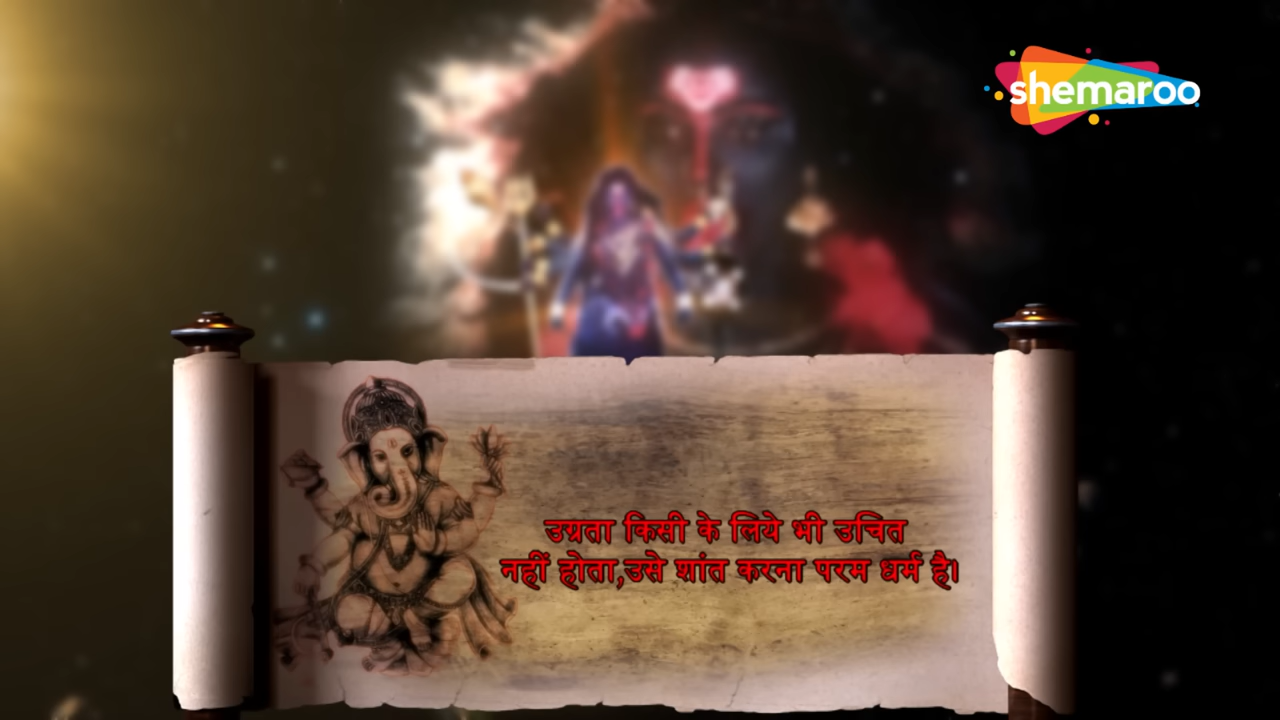 shemaroo
उग्रता किसी के लिये भी उचित
नहीं होता,उसे शांत करना परम धर्म है।